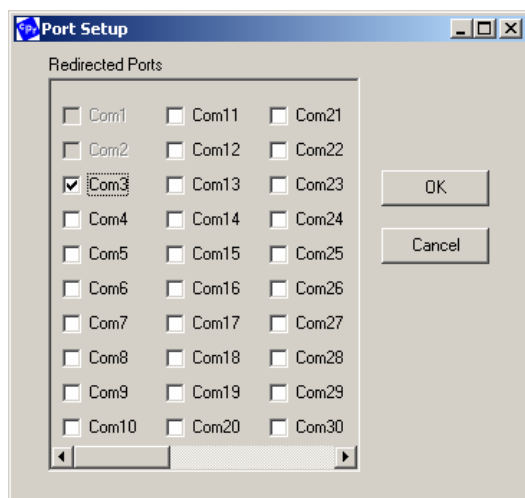 cpr Port Setup
Redirected Ports
Com1 Com11 Com21
Com2 Com12 Com22
Com3 Com13 Com23 OK
Com4 Com14 Com24
Com5 Com15 Com25 Cancel
Com6 Com16 Com26
Com7 Com17 Com27
Com8 Com18 Com28
Com9 Com19 Com29
Com10 Com20 Com30